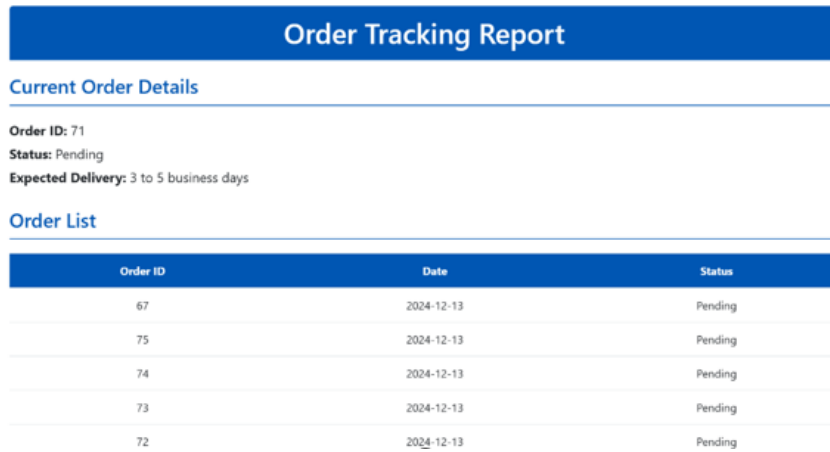 Order Tracking Report
Current Order Details
Order ID: 71
Status: Pending
Expected Delivery: 3 to 5 business days
Order List
Order ID Date Status
67 2024-12-13 Pending
75 2024-12-13 Pending
74 2024-12-13 Pending
73 2024-12-13 Pending
72 2024-12-13 Pending